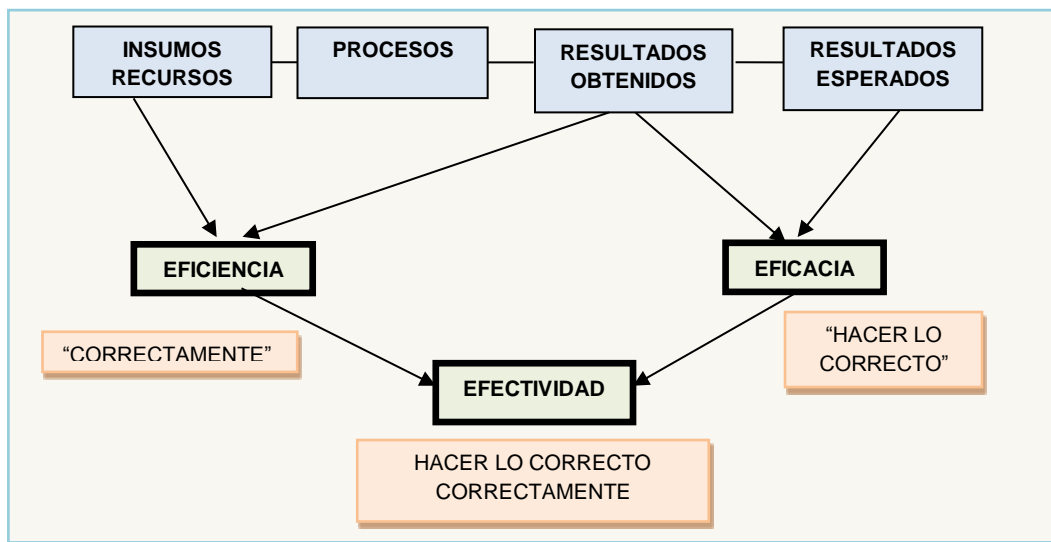 INSUMOS
RECURSOS
PROCESOS
RESULTADOS
OBTENIDOS
RESULTADOS
ESPERADOS
EFICIENCIA
EFICACIA
“CORRECTAMENTE”
“HACER LO
CORRECTO”
EFECTIVIDAD
HACER LO CORRECTO
CORRECTAMENTE